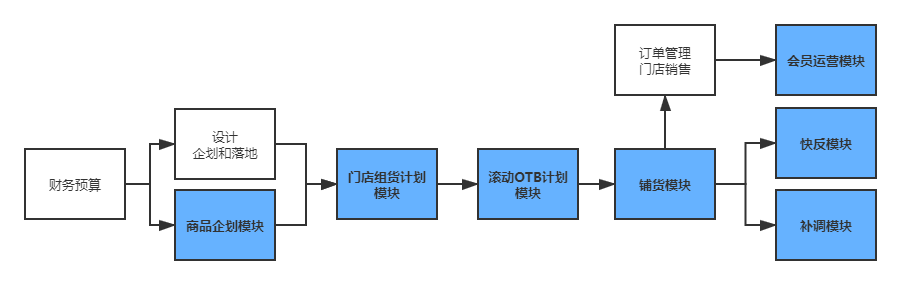 订单管理
门店销售
会员运营模块
设计
企划和落地
快反模块
财务预算
门店组货计划
模块
滚动OTB计划
模块
铺货模块
商品企划模块
补调模块